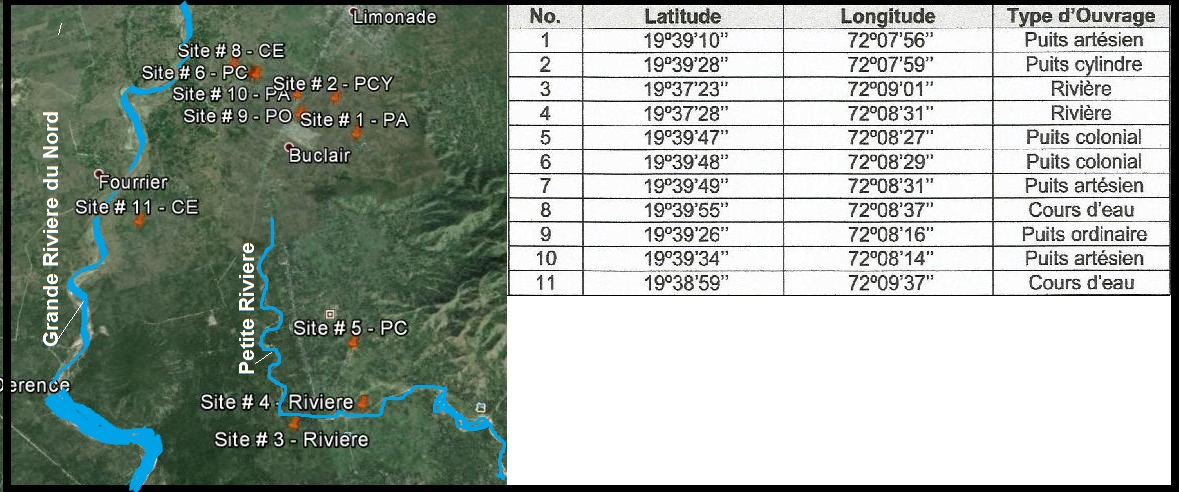 Limonade
Site # 8 - CE
Site # 6 - PC
Site # 2 - PCY
Site # 10 - PA
Site # 9 - PO
Site # 1 - PA
Buclair
Fourrier
Site # 11 - CE
Grande Riviere du Nord
Petite Riviere
Site # 5 - PC
erence
Site # 4 - Riviere
Site # 3 - Riviere
No. Latitude Longitude Type d'Ouvrage
1 19º39'10" 72º07'56" Puits artésien
2 19º39'28" 72º07'59" Puits cylindre
3 19º37'23" 72º09'01" Rivière
4 19º37'28" 72º08'31" Rivière
5 19º39'47" 72º08'27" Puits colonial
6 19º39'48" 72º08'29" Puits colonial
7 19º39'49" 72º08'31" Puits artésien
8 19º39'55" 72º08'37" Cours d'eau
9 19º39'26" 72º08'16" Puits ordinaire
10 19º39'34" 72º08'14" Puits artésien
11 19º38'59" 72º09'37" Cours d'eau